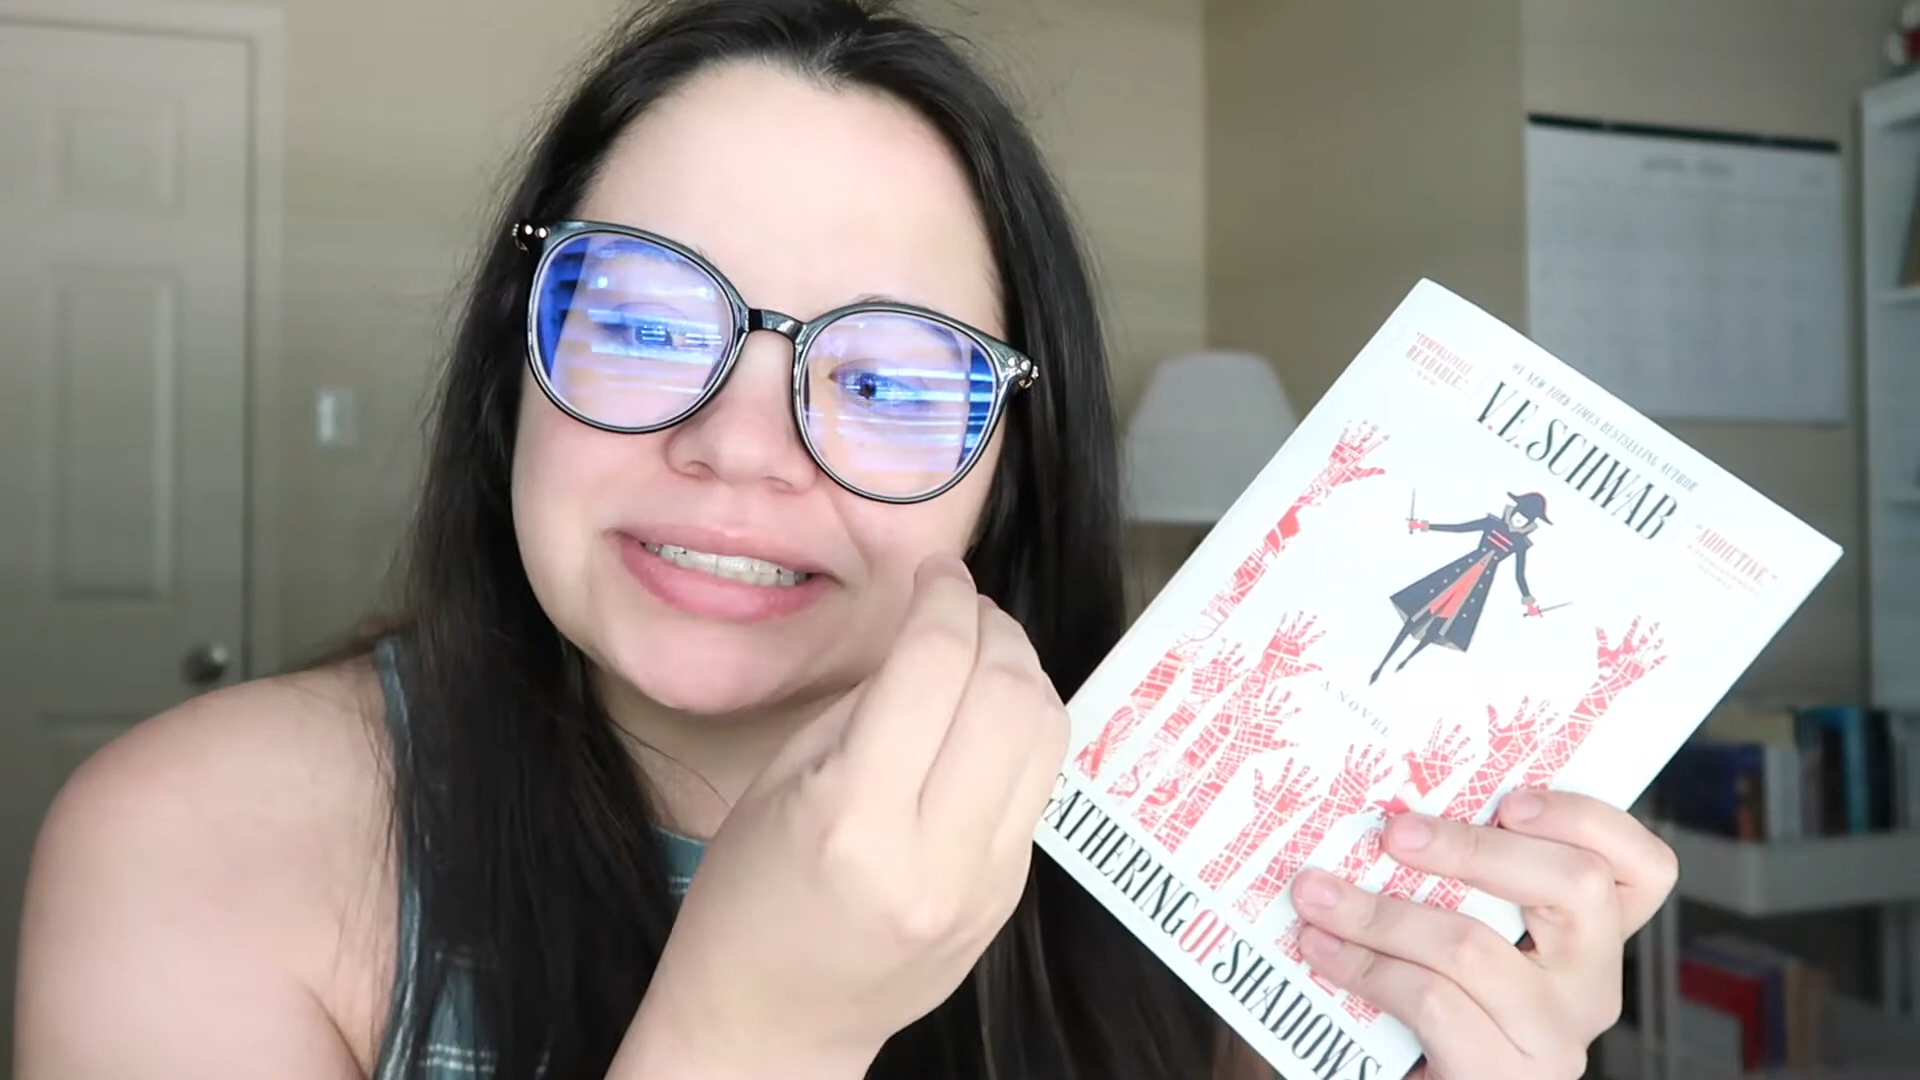 "COMPULSIVELY
READABLE."
#1 NEW YORK TIMES BESTSELLING AUTHOR
V.E. SCHWAB
"ADDICTIVE."
A NOVEL
GATHERING OF SHADOWS